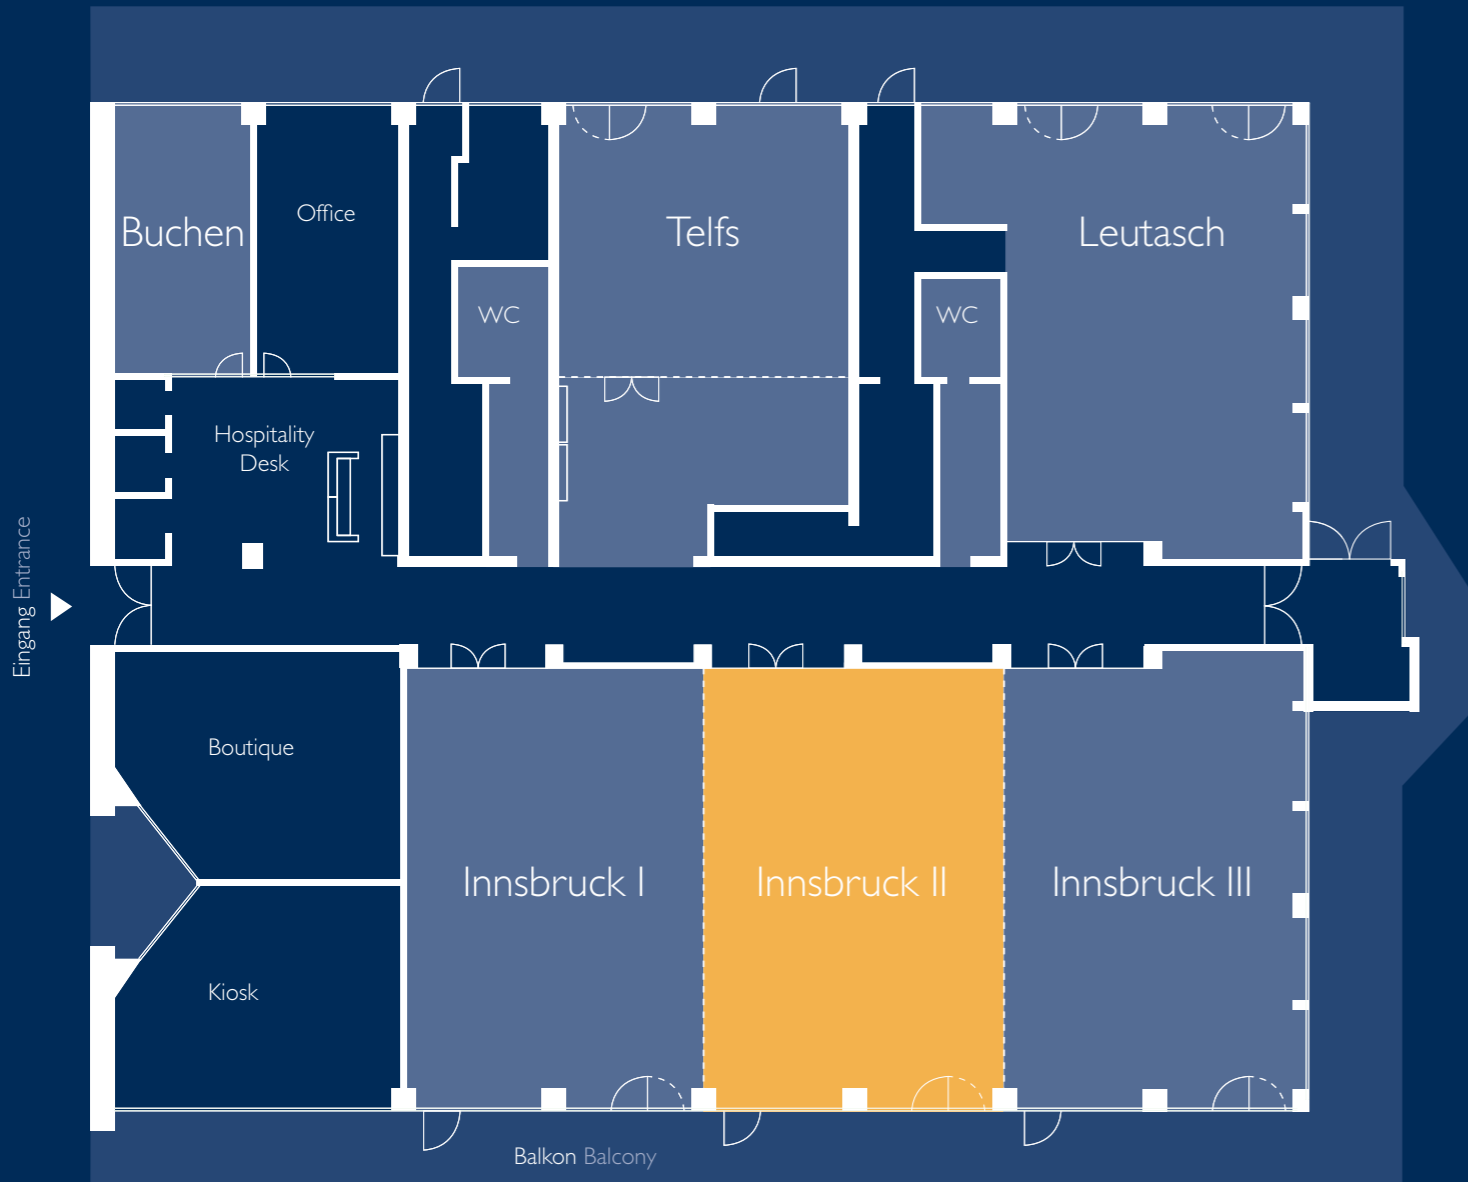 Office
Buchen
Telfs
Leutasch
WC
WC
Hospitality
Desk
Eingang Entrance
Boutique
Innsbruck I
Innsbruck II
Innsbruck III
Kiosk
Balkon Balcony